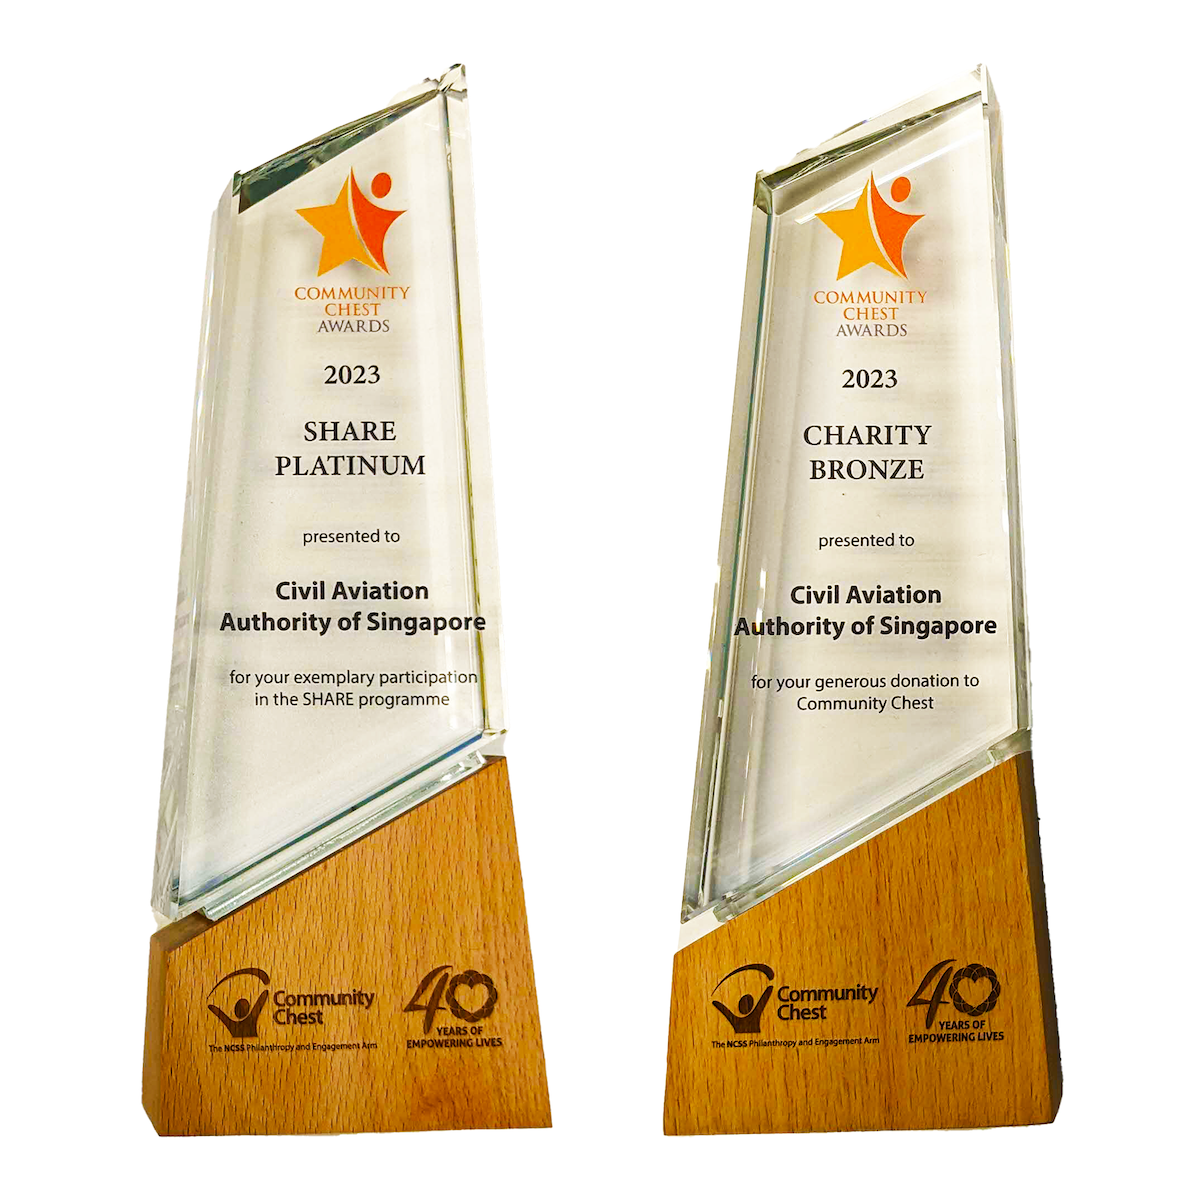 COMMUNITY
CHEST
AWARDS
2023
SHARE
PLATINUM
presented to
Civil Aviation
Authority of Singapore
for your exemplary participation
in the SHARE programme
Community
Chest
The NCSS Philanthropy and Engagement Arm
40
YEARS OF
EMPOWERING LIVES
COMMUNITY
CHEST
AWARDS
2023
CHARITY
BRONZE
presented to
Civil Aviation
Authority of Singapore
for your generous donation to
Community Chest
Community
Chest
The NCSS Philanthropy and Engagement Arm
40
YEARS OF
EMPOWERING LIVES